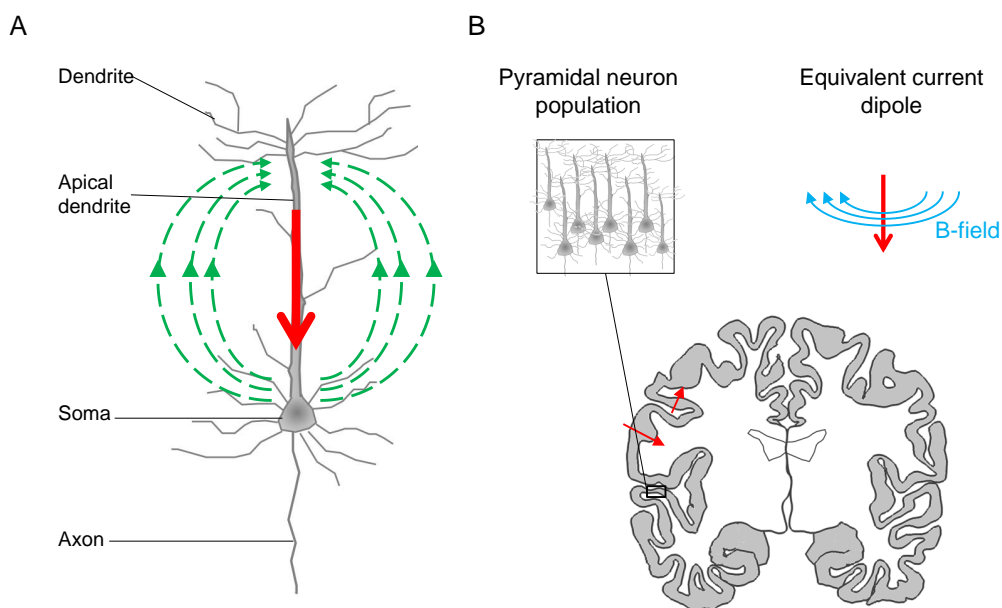 A
Dendrite
Apical
dendrite
Soma
Axon
B
Pyramidal neuron
population
Equivalent current
dipole
B-field